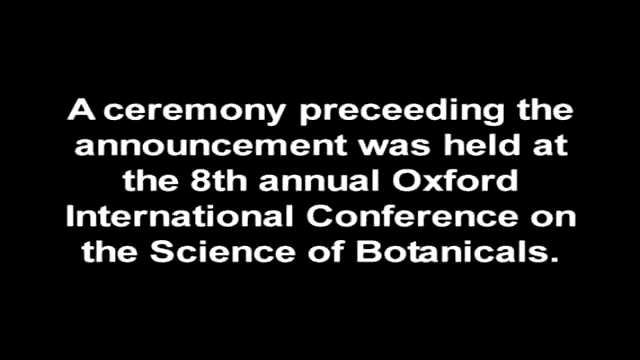 A ceremony preceeding the
announcement was held at
the 8th annual Oxford
International Conference on
the Science of Botanicals.